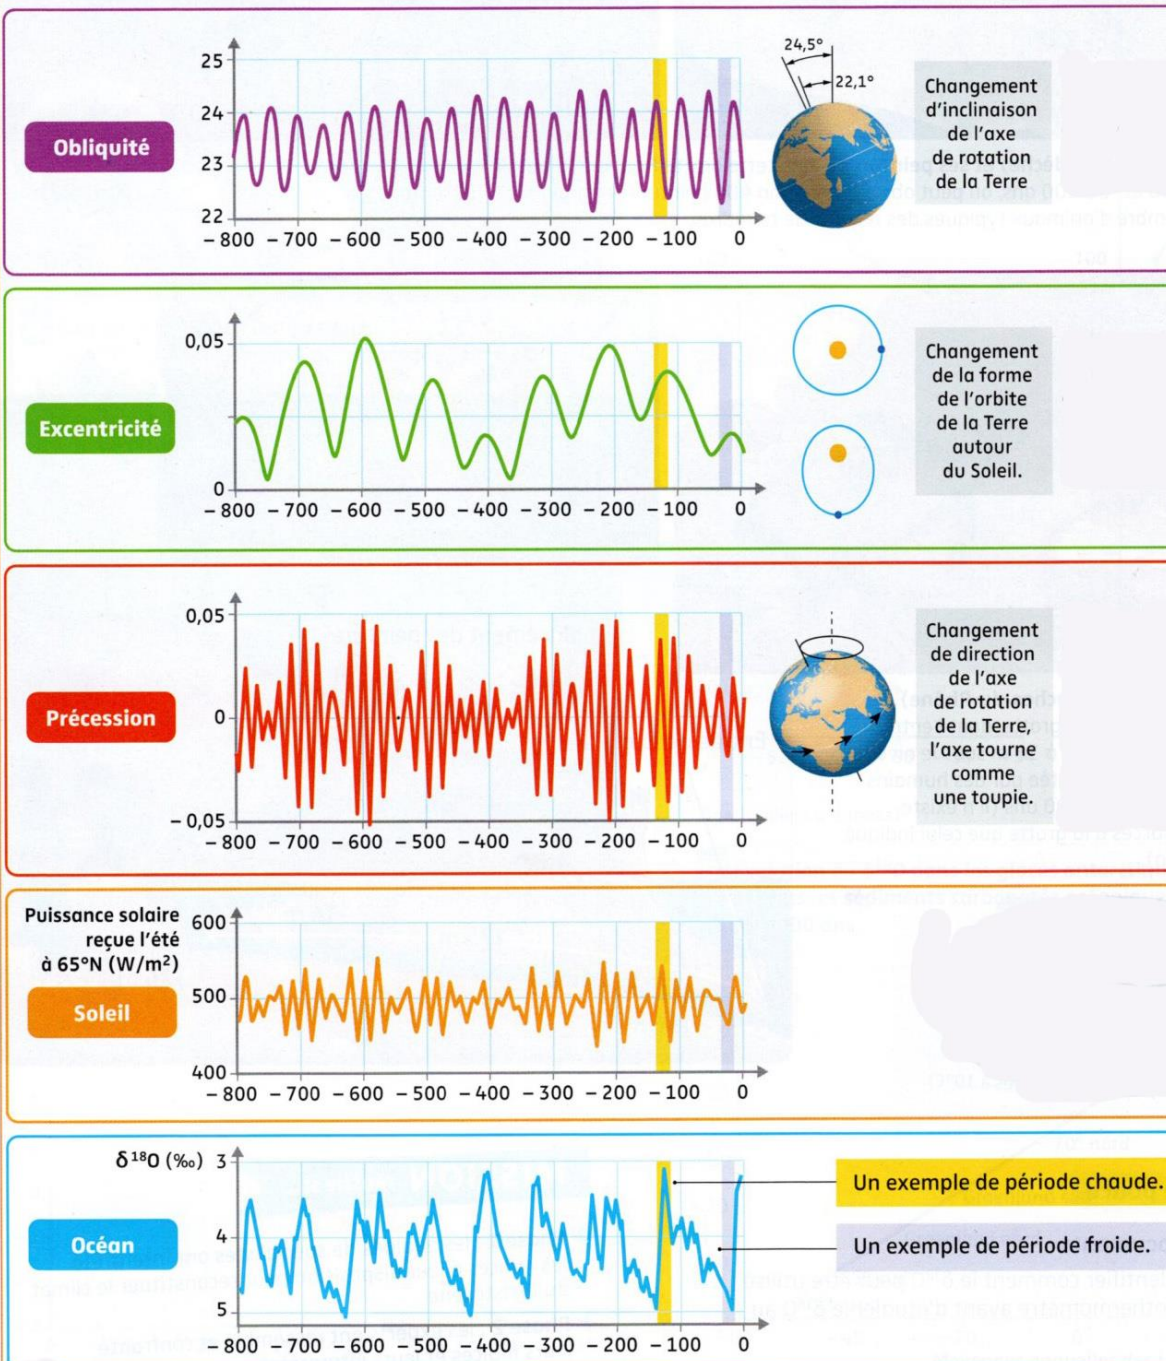 Obliquité
25
24
23
22
– 800 – 700 – 600 – 500 – 400 – 300 – 200 – 100 0
24,5°
22,1°
Changement
d'inclinaison
de l'axe
de rotation
de la Terre
Excentricité
0,05
0
– 800 – 700 – 600 – 500 – 400 – 300 – 200 – 100 0
Changement
de la forme
de l'orbite
de la Terre
autour
du Soleil.
Précession
0,05
0
– 0,05
– 800 – 700 – 600 – 500 – 400 – 300 – 200 – 100 0
Changement
de direction
de l'axe
de rotation
de la Terre,
l'axe tourne
comme
une toupie.
Puissance solaire
reçue l'été
à 65°N (W/m²)
Soleil
600
500
400
– 800 – 700 – 600 – 500 – 400 – 300 – 200 – 100 0
δ¹⁸O (‰)
Océan
3
4
5
– 800 – 700 – 600 – 500 – 400 – 300 – 200 – 100 0
Un exemple de période chaude.
Un exemple de période froide.